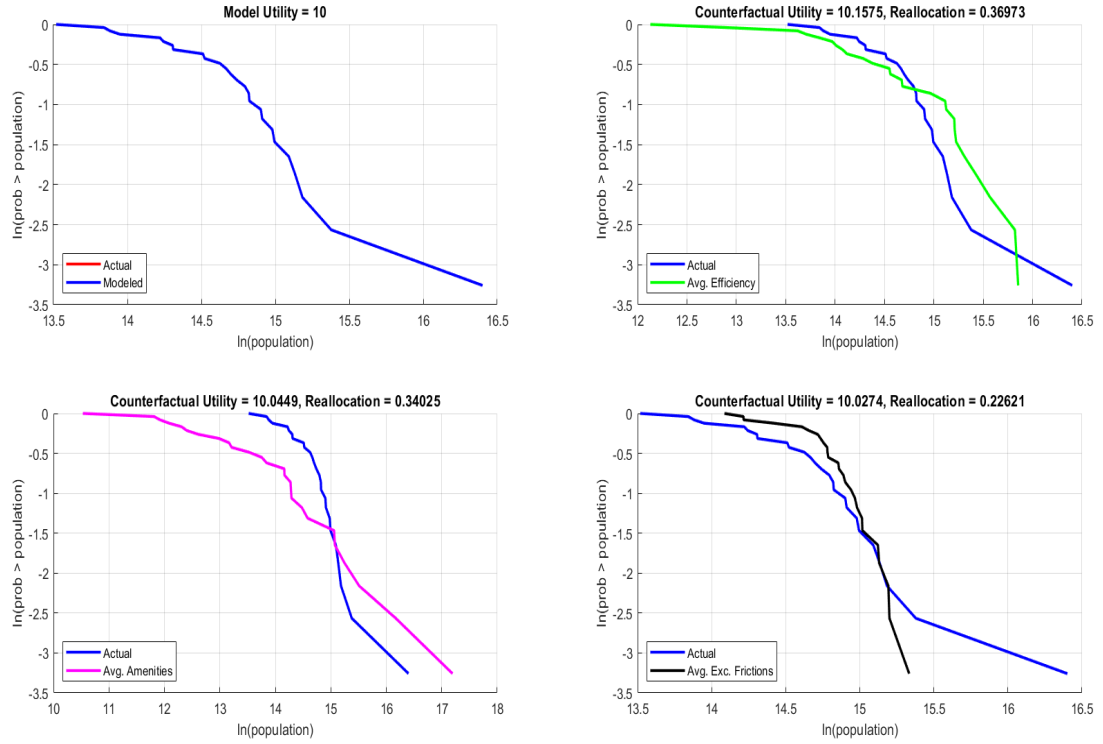 Model Utility = 10
0
-0.5
-1
-1.5
-2
-2.5
-3
-3.5
ln(prob > population)
Actual
Modeled
13.5 14 14.5 15 15.5 16 16.5
ln(population)
Counterfactual Utility = 10.1575, Reallocation = 0.36973
0
-0.5
-1
-1.5
-2
-2.5
-3
-3.5
ln(prob > population)
Actual
Avg. Efficiency
12 12.5 13 13.5 14 14.5 15 15.5 16 16.5
ln(population)
Counterfactual Utility = 10.0449, Reallocation = 0.34025
0
-0.5
-1
-1.5
-2
-2.5
-3
-3.5
ln(prob > population)
Actual
Avg. Amenities
10 11 12 13 14 15 16 17 18
ln(population)
Counterfactual Utility = 10.0274, Reallocation = 0.22621
0
-0.5
-1
-1.5
-2
-2.5
-3
-3.5
ln(prob > population)
Actual
Avg. Exc. Frictions
13.5 14 14.5 15 15.5 16 16.5
ln(population)